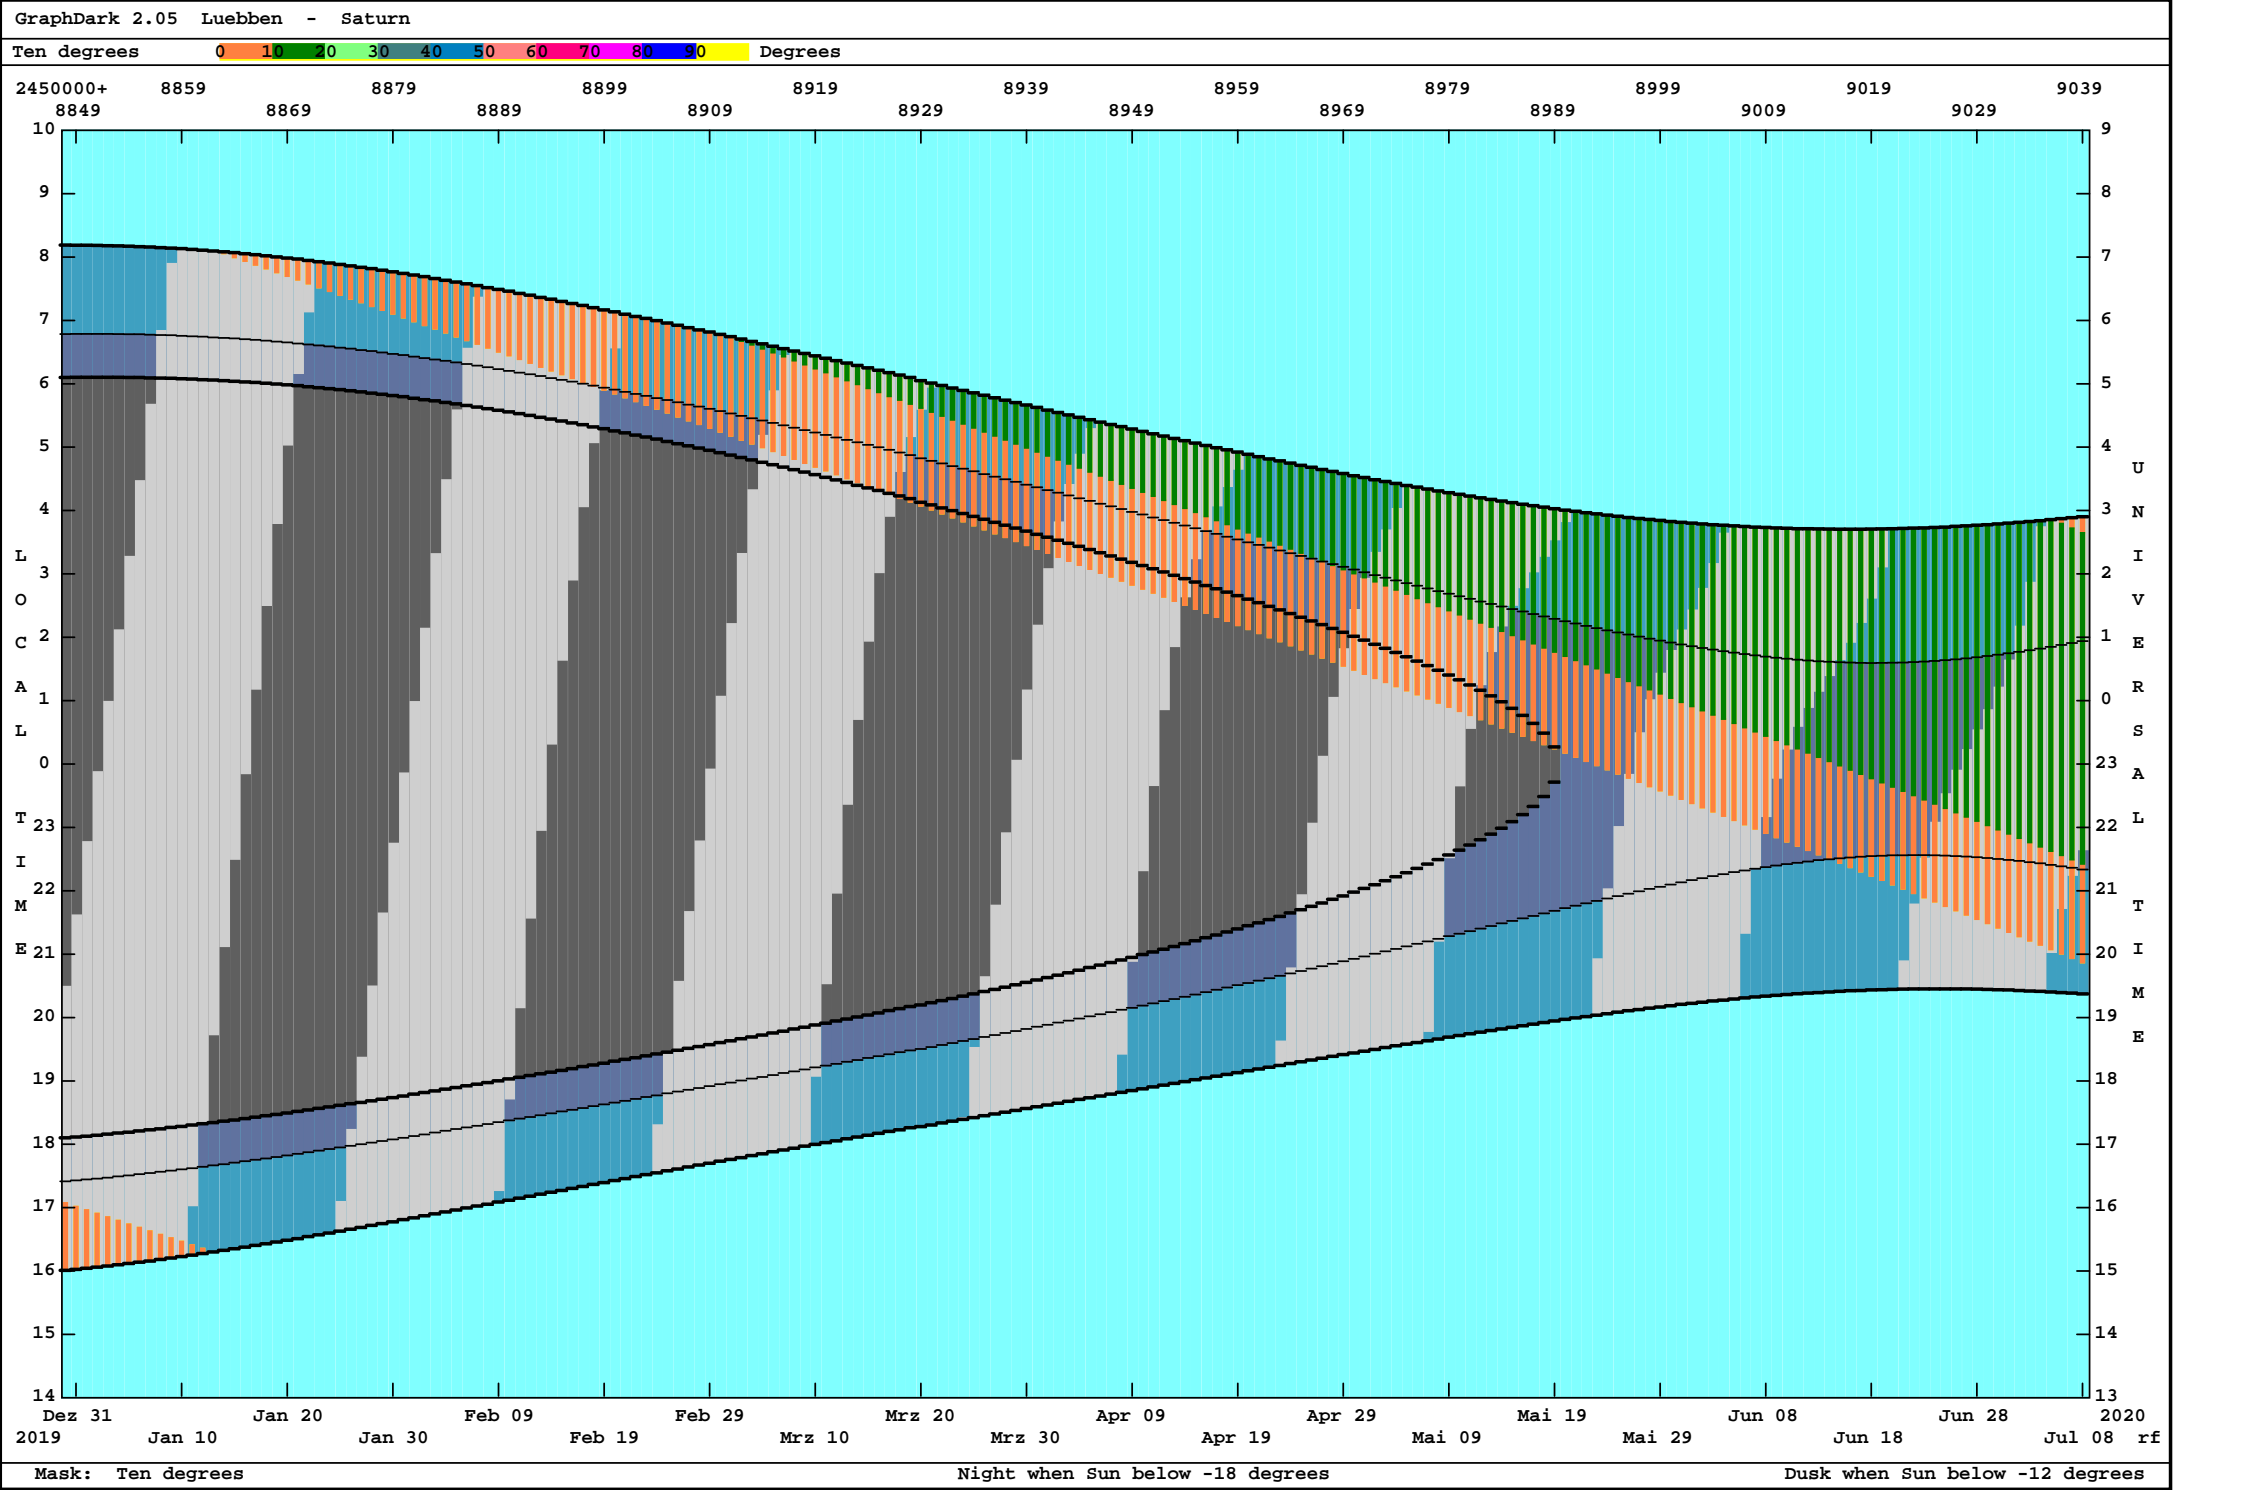 GraphDark 2.05  Luebben  -  Saturn
Ten degrees 0 10 20 30 40 50 60 70 80 90 Degrees
2450000+ 8859 8879 8899 8919 8939 8959 8979 8999 9019 9039
8849 8869 8889 8909 8929 8949 8969 8989 9009 9029
10 9
9 8
8 7
7 6
6 5
5 4
4 3
3 2
2 1
1 0
0 23
23 22
22 21
21 20
20 19
19 18
18 17
17 16
16 15
15 14
14 13
LOCAL TIME
UNIVERSAL TIME
Dez 31 Jan 20 Feb 09 Feb 29 Mrz 20 Apr 09 Apr 29 Mai 19 Jun 08 Jun 28 2020
2019 Jan 10 Jan 30 Feb 19 Mrz 10 Mrz 30 Apr 19 Mai 09 Mai 29 Jun 18 Jul 08 rf
Mask:  Ten degrees Night when Sun below -18 degrees Dusk when Sun below -12 degrees